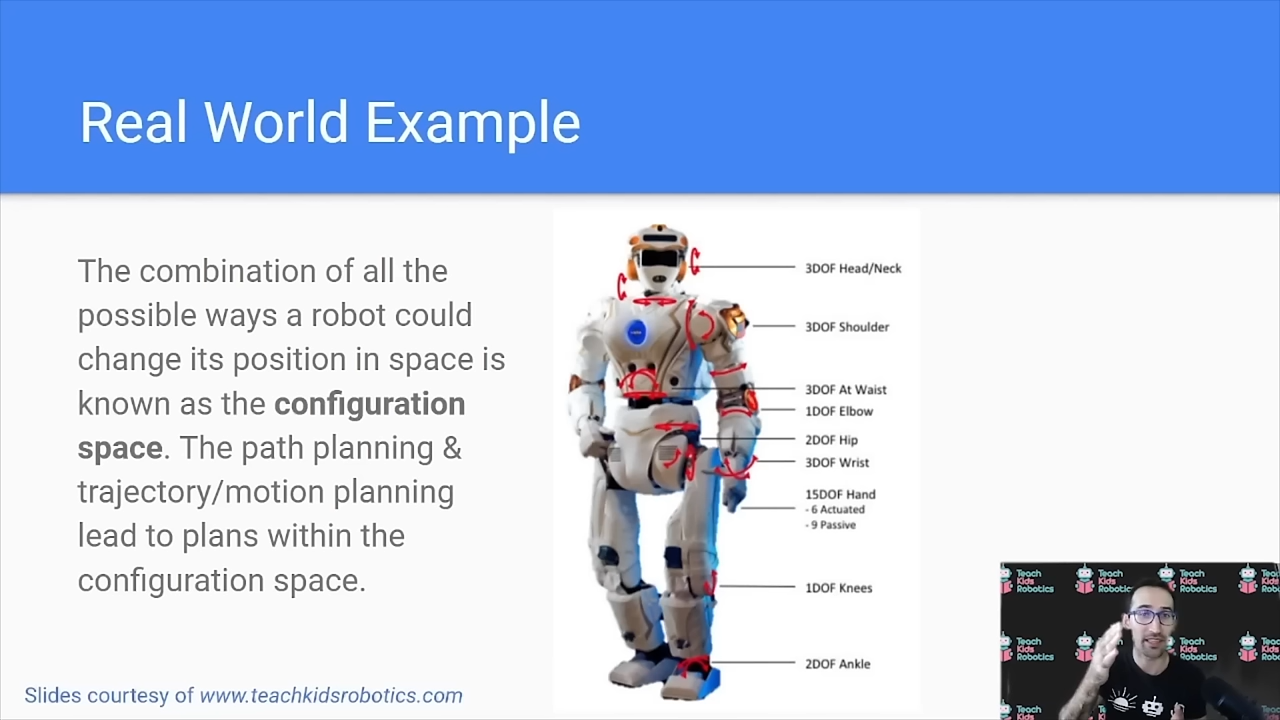 Real World Example
The combination of all the
possible ways a robot could
change its position in space is
known as the configuration
space. The path planning &
trajectory/motion planning
lead to plans within the
configuration space.
3DOF Head/Neck
3DOF Shoulder
3DOF At Waist
1DOF Elbow
2DOF Hip
3DOF Wrist
15DOF Hand
- 6 Actuated
- 9 Passive
1DOF Knees
2DOF Ankle
Slides courtesy of www.teachkidsrobotics.com
Teach
Kids
Robotics